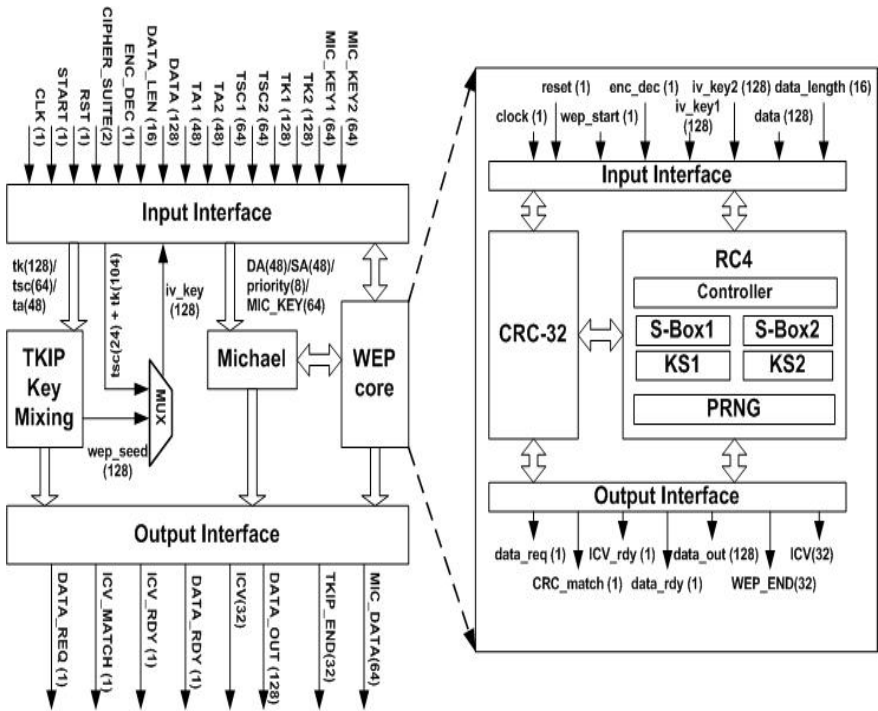 CLK (1)
START (1)
RST (1)
CIPHER_SUITE(2)
ENC_DEC (1)
DATA_LEN (16)
DATA (128)
TA1 (48)
TA2 (48)
TSC1 (64)
TSC2 (64)
TK1 (128)
TK2 (128)
MIC_KEY1 (64)
MIC_KEY2 (64)
Input Interface
tk(128)/
tsc(64)/
ta(48)
tsc(24) + tk(104)
iv_key
(128)
DA(48)/SA(48)/
priority(8)/
MIC_KEY(64)
TKIP
Key
Mixing
MUX
wep_seed
(128)
Michael
WEP
core
Output Interface
DATA_REQ (1)
ICV_MATCH (1)
ICV_RDY (1)
DATA_RDY (1)
ICV(32)
DATA_OUT (128)
TKIP_END(32)
MIC_DATA(64)
reset (1)
enc_dec (1)
iv_key2 (128)
data_length (16)
clock (1)
wep_start (1)
iv_key1
(128)
data (128)
Input Interface
CRC-32
RC4
Controller
S-Box1
S-Box2
KS1
KS2
PRNG
Output Interface
data_req (1)
ICV_rdy (1)
data_out (128)
ICV(32)
CRC_match (1)
data_rdy (1)
WEP_END(32)